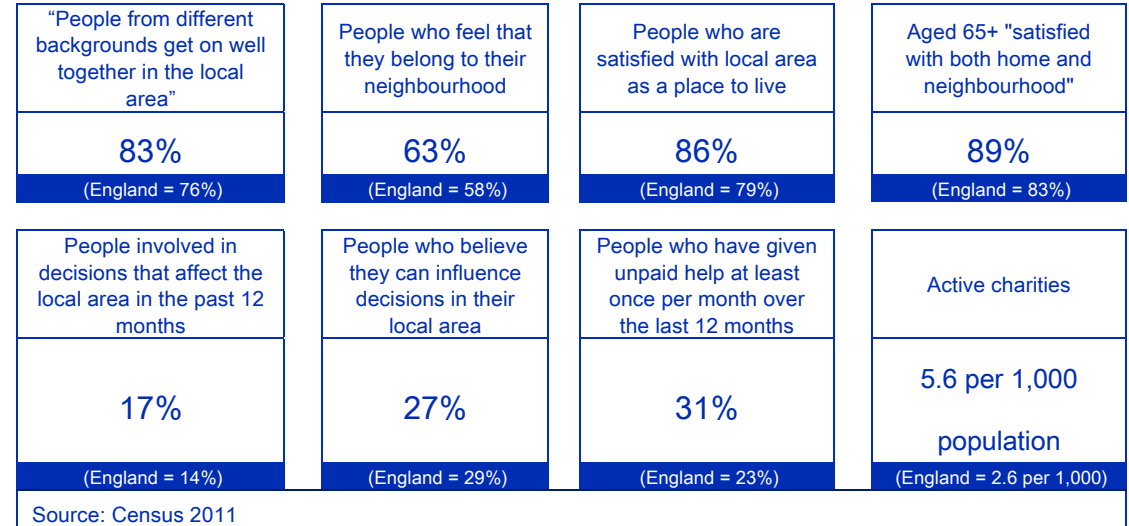 “People from different
backgrounds get on well
together in the local
area”
83%
(England = 76%)
People who feel that
they belong to their
neighbourhood
63%
(England = 58%)
People who are
satisfied with local area
as a place to live
86%
(England = 79%)
Aged 65+ "satisfied
with both home and
neighbourhood"
89%
(England = 83%)
People involved in
decisions that affect the
local area in the past 12
months
17%
(England = 14%)
People who believe
they can influence
decisions in their
local area
27%
(England = 29%)
People who have given
unpaid help at least
once per month over
the last 12 months
31%
(England = 23%)
Active charities
5.6 per 1,000
population
(England = 2.6 per 1,000)
Source: Census 2011